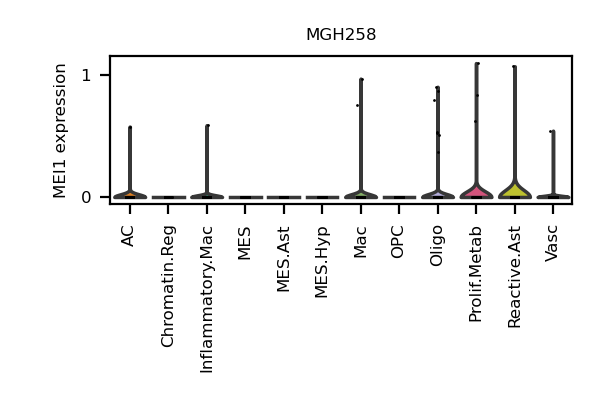 MGH258
MEI1 expression
1
0
AC
Chromatin.Reg
Inflammatory.Mac
MES
MES.Ast
MES.Hyp
Mac
OPC
Oligo
Prolif.Metab
Reactive.Ast
Vasc